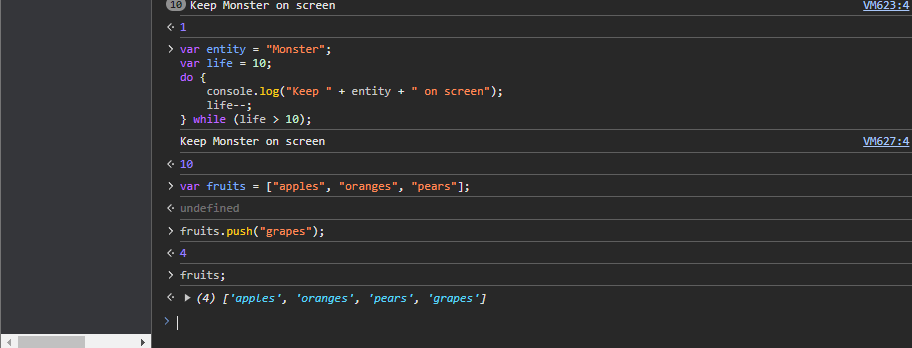 10 Keep Monster on screen VM623:4
1
var entity = "Monster";
var life = 10;
do {
    console.log("Keep " + entity + " on screen");
    life--;
} while (life > 10);
Keep Monster on screen VM627:4
10
var fruits = ["apples", "oranges", "pears"];
undefined
fruits.push("grapes");
4
fruits;
(4) ['apples', 'oranges', 'pears', 'grapes']